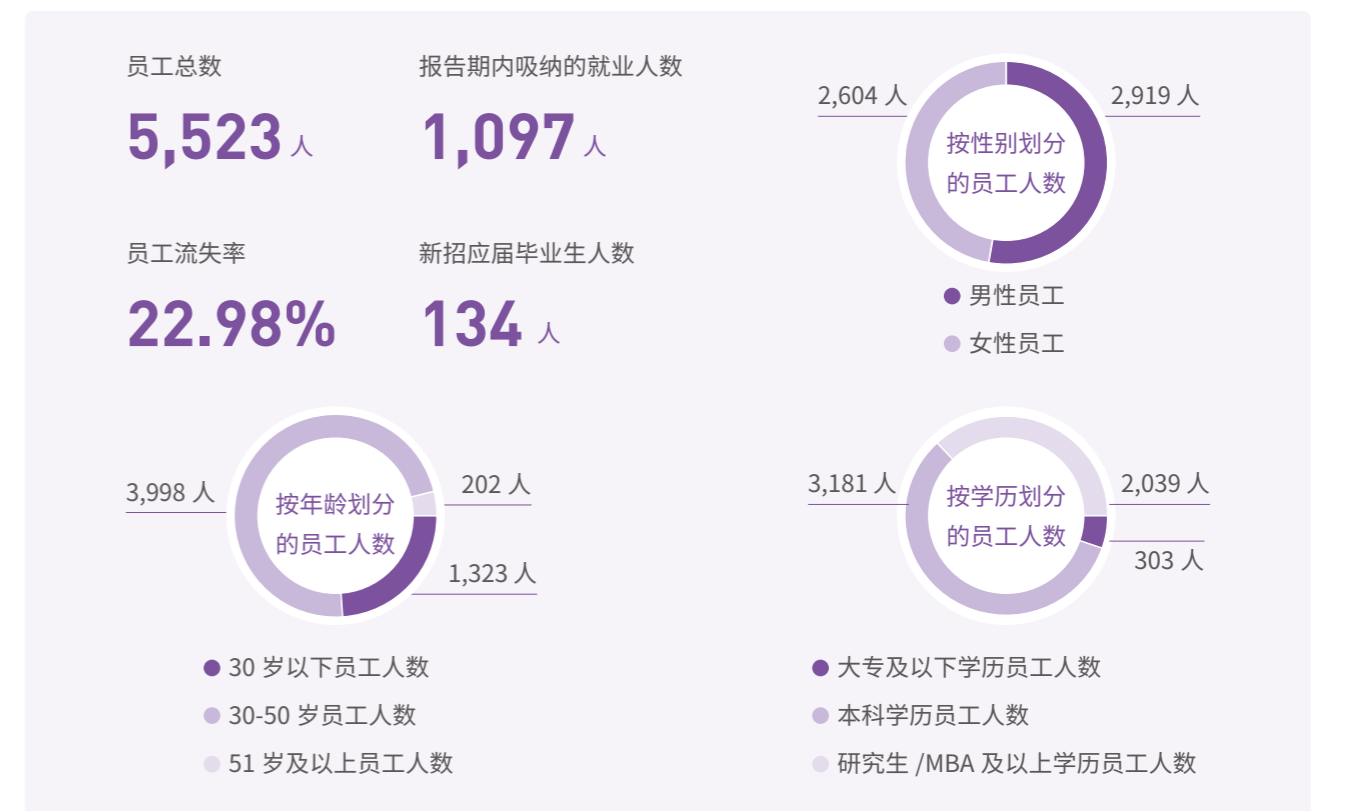 员工总数
5,523 人
报告期内吸纳的就业人数
1,097 人
员工流失率
22.98%
新招应届毕业生人数
134 人
2,604 人
2,919 人
按性别划分
的员工人数
男性员工
女性员工
3,998 人
202 人
1,323 人
按年龄划分
的员工人数
30 岁以下员工人数
30-50 岁员工人数
51 岁及以上员工人数
3,181 人
2,039 人
303 人
按学历划分
的员工人数
大专及以下学历员工人数
本科学历员工人数
研究生 /MBA 及以上学历员工人数